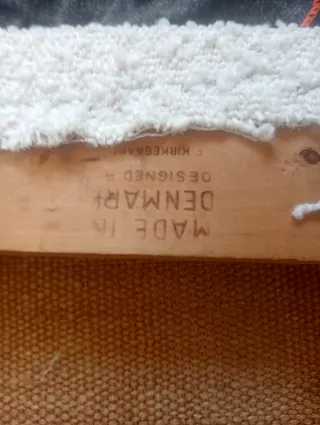 MADE IN
DENMARK
DESIGNED B
F KIRKEGAARD